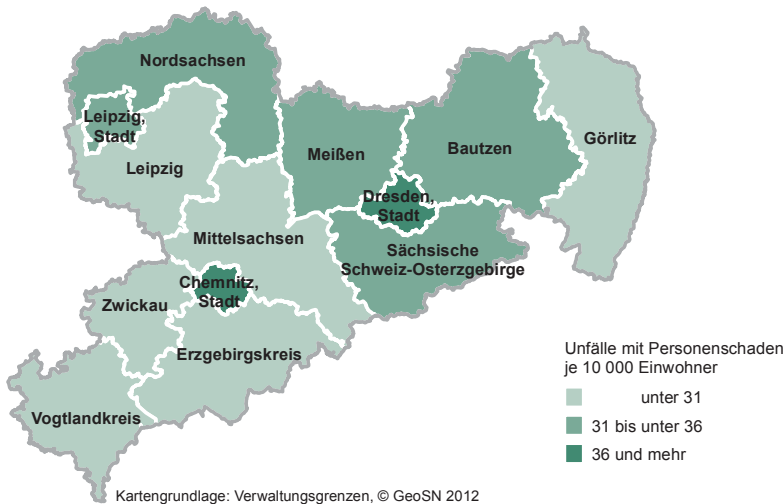 Nordsachsen
Leipzig,
Stadt
Leipzig
Meißen
Bautzen
Görlitz
Dresden,
Stadt
Mittelsachsen
Sächsische
Schweiz-Osterzgebirge
Chemnitz,
Stadt
Zwickau
Erzgebirgskreis
Vogtlandkreis
Unfälle mit Personenschaden
je 10 000 Einwohner
unter 31
31 bis unter 36
36 und mehr
Kartengrundlage: Verwaltungsgrenzen, © GeoSN 2012